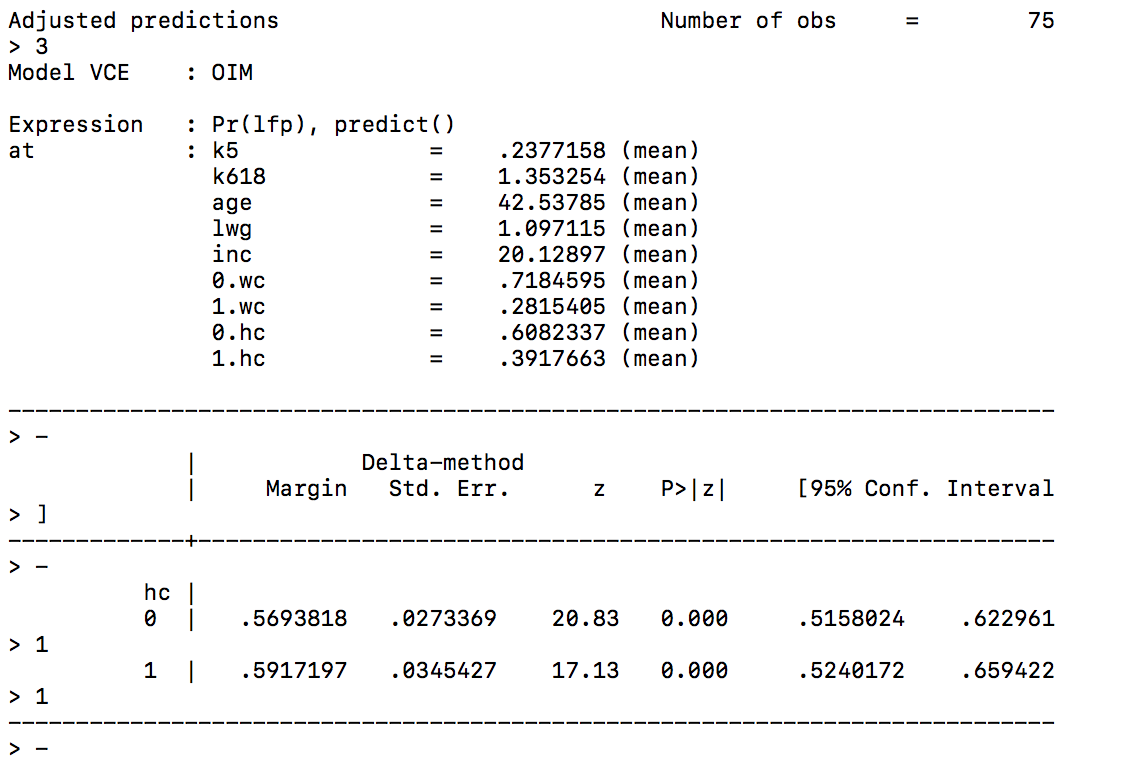 Adjusted predictions                            Number of obs     =        75
> 3
Model VCE    : OIM

Expression   : Pr(lfp), predict()
at           : k5              =    .2377158 (mean)
               k618            =    1.353254 (mean)
               age             =    42.53785 (mean)
               lwg             =    1.097115 (mean)
               inc             =    20.12897 (mean)
               0.wc            =    .7184595 (mean)
               1.wc            =    .2815405 (mean)
               0.hc            =    .6082337 (mean)
               1.hc            =    .3917663 (mean)

------------------------------------------------------------------------------
> -
             |            Delta-method
             |     Margin   Std. Err.      z    P>|z|     [95% Conf. Interval
> ]
-------------+----------------------------------------------------------------
> -
          hc |
          0  |   .5693818   .0273369    20.83   0.000     .5158024    .622961
> 1
          1  |   .5917197   .0345427    17.13   0.000     .5240172    .659422
> 1
------------------------------------------------------------------------------
> -